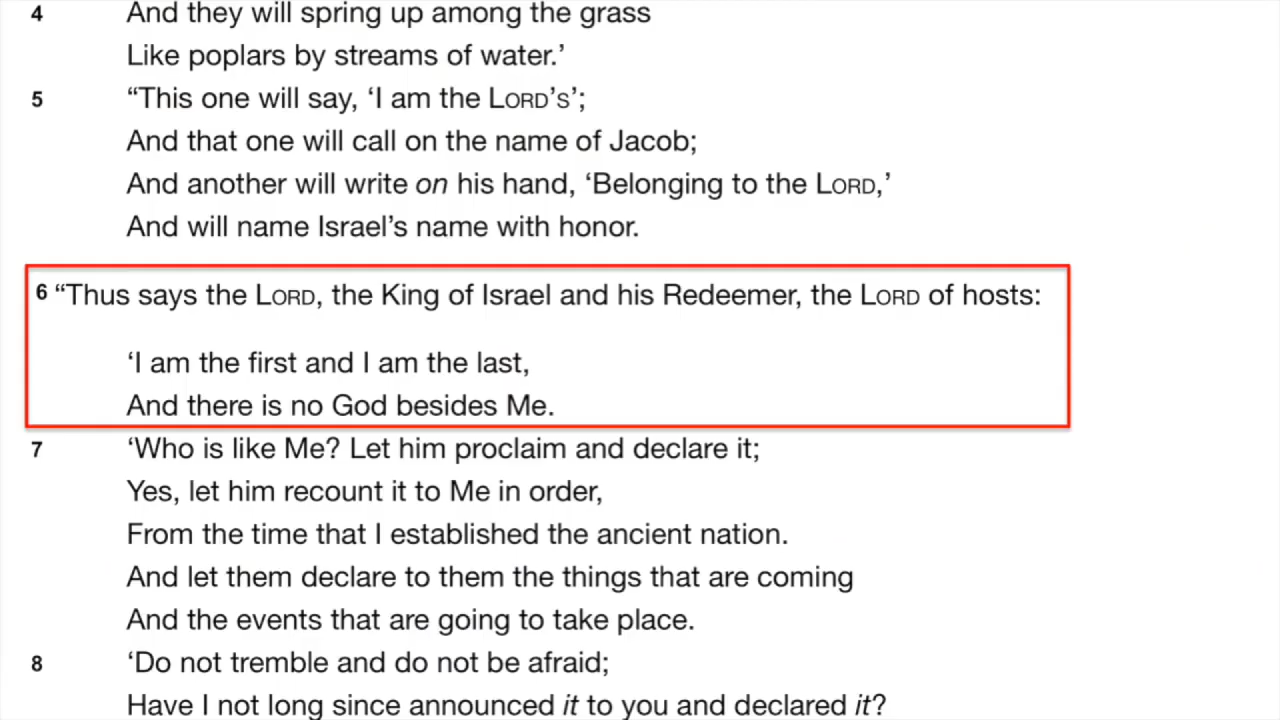 4 And they will spring up among the grass
Like poplars by streams of water.’
5 “This one will say, ‘I am the LORD’S’;
And that one will call on the name of Jacob;
And another will write on his hand, ‘Belonging to the LORD,’
And will name Israel’s name with honor.
6 “Thus says the LORD, the King of Israel and his Redeemer, the LORD of hosts:
‘I am the first and I am the last,
And there is no God besides Me.
7 ‘Who is like Me? Let him proclaim and declare it;
Yes, let him recount it to Me in order,
From the time that I established the ancient nation.
And let them declare to them the things that are coming
And the events that are going to take place.
8 ‘Do not tremble and do not be afraid;
Have I not long since announced it to you and declared it?